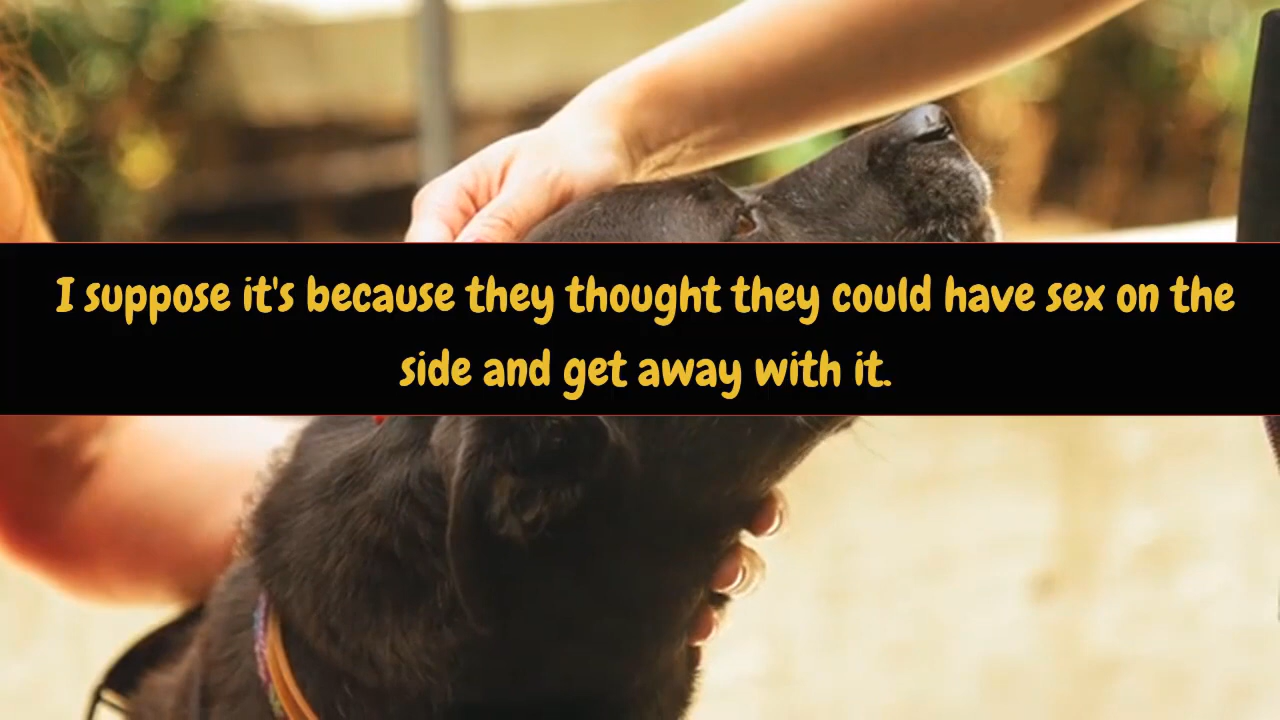 I suppose it's because they thought they could have sex on the
side and get away with it.